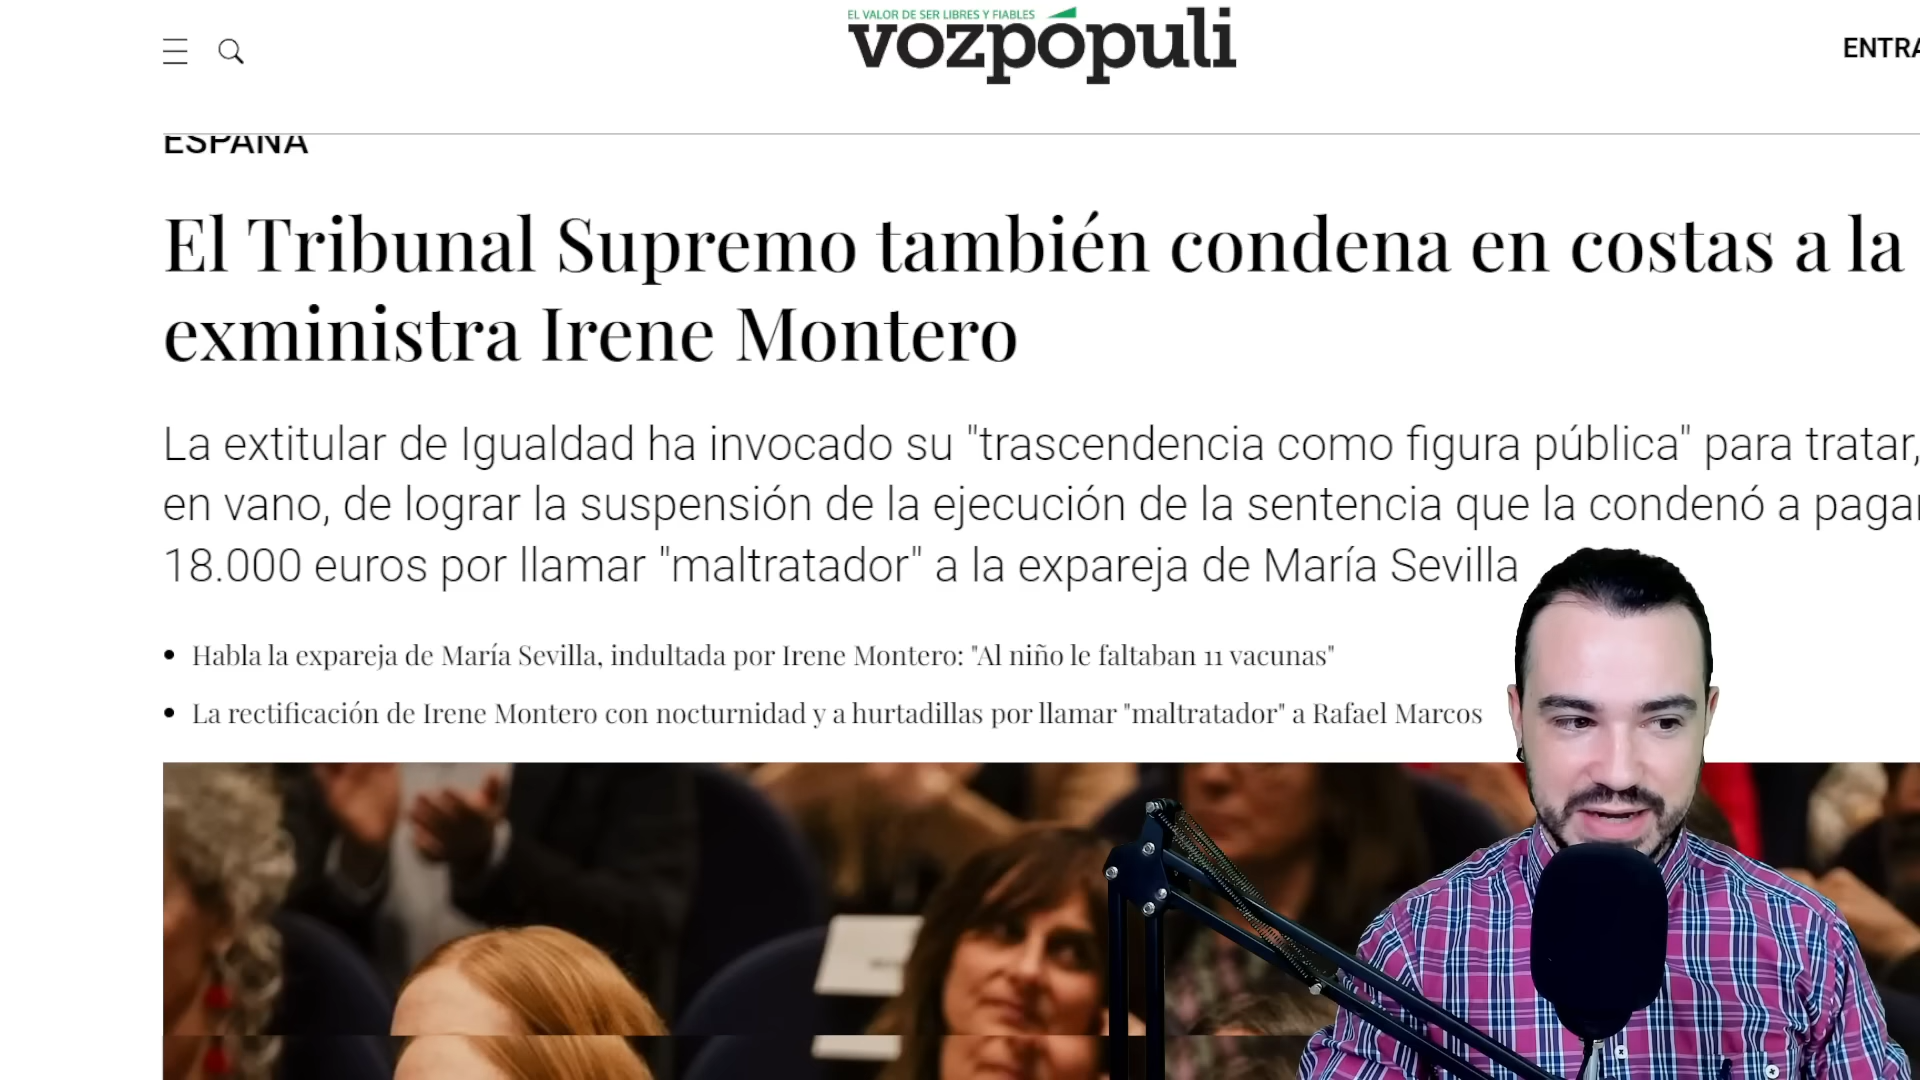 EL VALOR DE SER LIBRES Y FIABLES
vozpópuli
ENTRA
ESPAÑA
El Tribunal Supremo también condena en costas a la
exministra Irene Montero
La extitular de Igualdad ha invocado su "trascendencia como figura pública" para tratar,
en vano, de lograr la suspensión de la ejecución de la sentencia que la condenó a pagar
18.000 euros por llamar "maltratador" a la expareja de María Sevilla
• Habla la expareja de María Sevilla, indultada por Irene Montero: "Al niño le faltaban 11 vacunas"
• La rectificación de Irene Montero con nocturnidad y a hurtadillas por llamar "maltratador" a Rafael Marcos